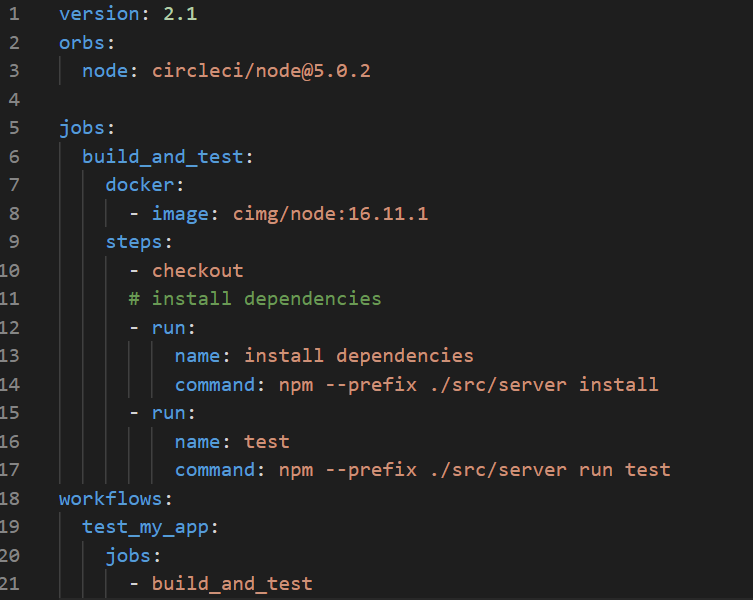 1 version: 2.1
2 orbs:
3   node: circleci/node@5.0.2
4
5 jobs:
6   build_and_test:
7     docker:
8       - image: cimg/node:16.11.1
9     steps:
10       - checkout
11       # install dependencies
12       - run:
13           name: install dependencies
14           command: npm --prefix ./src/server install
15       - run:
16           name: test
17           command: npm --prefix ./src/server run test
18 workflows:
19   test_my_app:
20     jobs:
21       - build_and_test